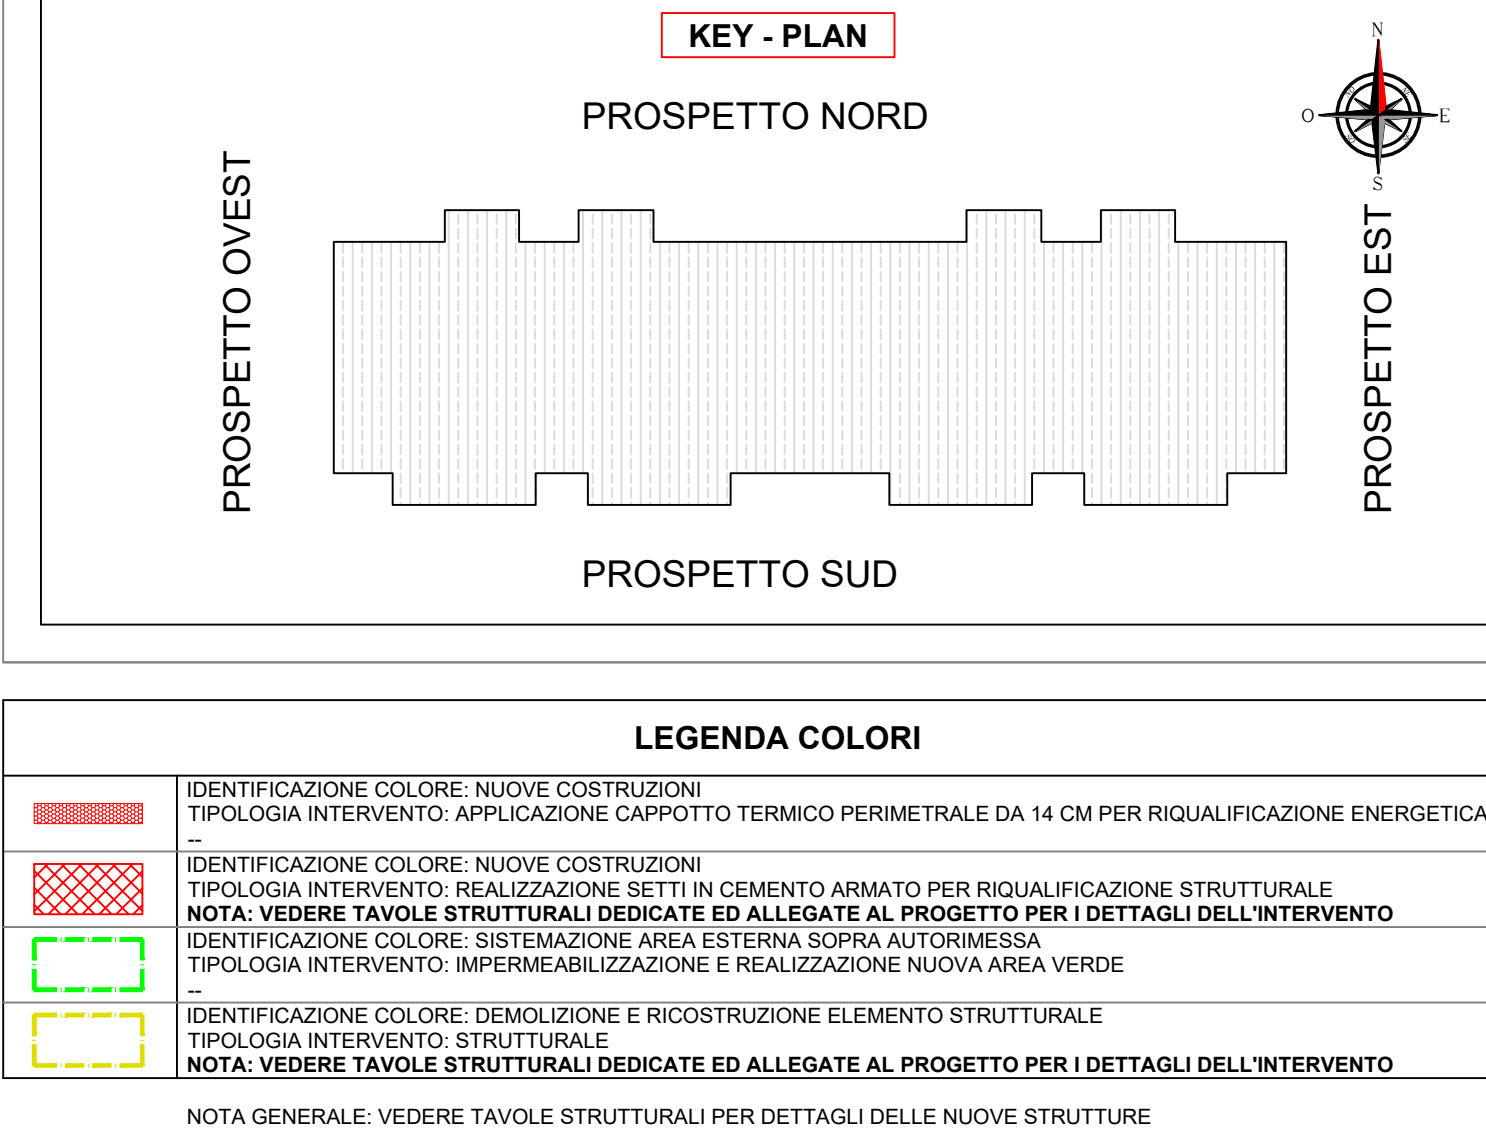 KEY - PLAN
N
O
E
S
PROSPETTO NORD
PROSPETTO OVEST
PROSPETTO EST
PROSPETTO SUD
LEGENDA COLORI
IDENTIFICAZIONE COLORE: NUOVE COSTRUZIONI
TIPOLOGIA INTERVENTO: APPLICAZIONE CAPPOTTO TERMICO PERIMETRALE DA 14 CM PER RIQUALIFICAZIONE ENERGETICA
--
IDENTIFICAZIONE COLORE: NUOVE COSTRUZIONI
TIPOLOGIA INTERVENTO: REALIZZAZIONE SETTI IN CEMENTO ARMATO PER RIQUALIFICAZIONE STRUTTURALE
NOTA: VEDERE TAVOLE STRUTTURALI DEDICATE ED ALLEGATE AL PROGETTO PER I DETTAGLI DELL'INTERVENTO
IDENTIFICAZIONE COLORE: SISTEMAZIONE AREA ESTERNA SOPRA AUTORIMESSA
TIPOLOGIA INTERVENTO: IMPERMEABILIZZAZIONE E REALIZZAZIONE NUOVA AREA VERDE
--
IDENTIFICAZIONE COLORE: DEMOLIZIONE E RICOSTRUZIONE ELEMENTO STRUTTURALE
TIPOLOGIA INTERVENTO: STRUTTURALE
NOTA: VEDERE TAVOLE STRUTTURALI DEDICATE ED ALLEGATE AL PROGETTO PER I DETTAGLI DELL'INTERVENTO
NOTA GENERALE: VEDERE TAVOLE STRUTTURALI PER DETTAGLI DELLE NUOVE STRUTTURE